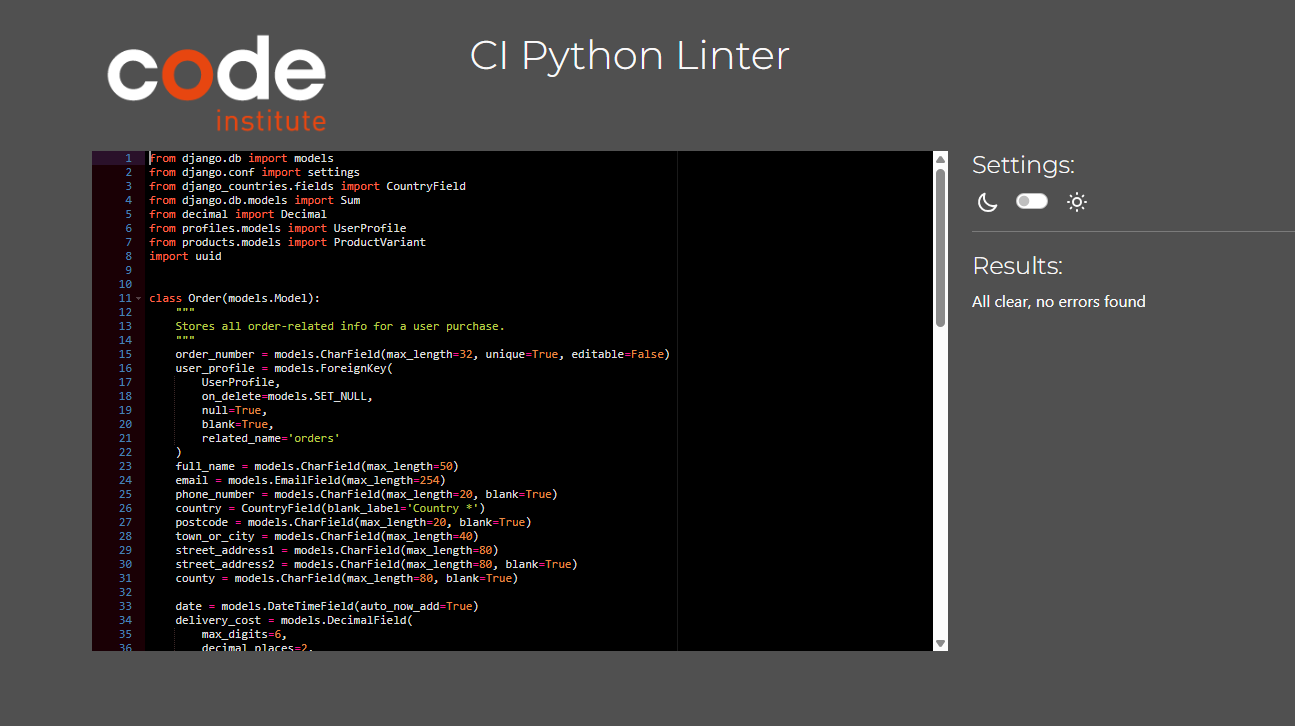 code
institute
CI Python Linter
1 from django.db import models
2 from django.conf import settings
3 from django_countries.fields import CountryField
4 from django.db.models import Sum
5 from decimal import Decimal
6 from profiles.models import UserProfile
7 from products.models import ProductVariant
8 import uuid
9
10
11 class Order(models.Model):
12     """
13     Stores all order-related info for a user purchase.
14     """
15     order_number = models.CharField(max_length=32, unique=True, editable=False)
16     user_profile = models.ForeignKey(
17         UserProfile,
18         on_delete=models.SET_NULL,
19         null=True,
20         blank=True,
21         related_name='orders'
22     )
23     full_name = models.CharField(max_length=50)
24     email = models.EmailField(max_length=254)
25     phone_number = models.CharField(max_length=20, blank=True)
26     country = CountryField(blank_label='Country *')
27     postcode = models.CharField(max_length=20, blank=True)
28     town_or_city = models.CharField(max_length=40)
29     street_address1 = models.CharField(max_length=80)
30     street_address2 = models.CharField(max_length=80, blank=True)
31     county = models.CharField(max_length=80, blank=True)
32
33     date = models.DateTimeField(auto_now_add=True)
34     delivery_cost = models.DecimalField(
35         max_digits=6,
36         decimal_places=2,
Settings:
Results:
All clear, no errors found